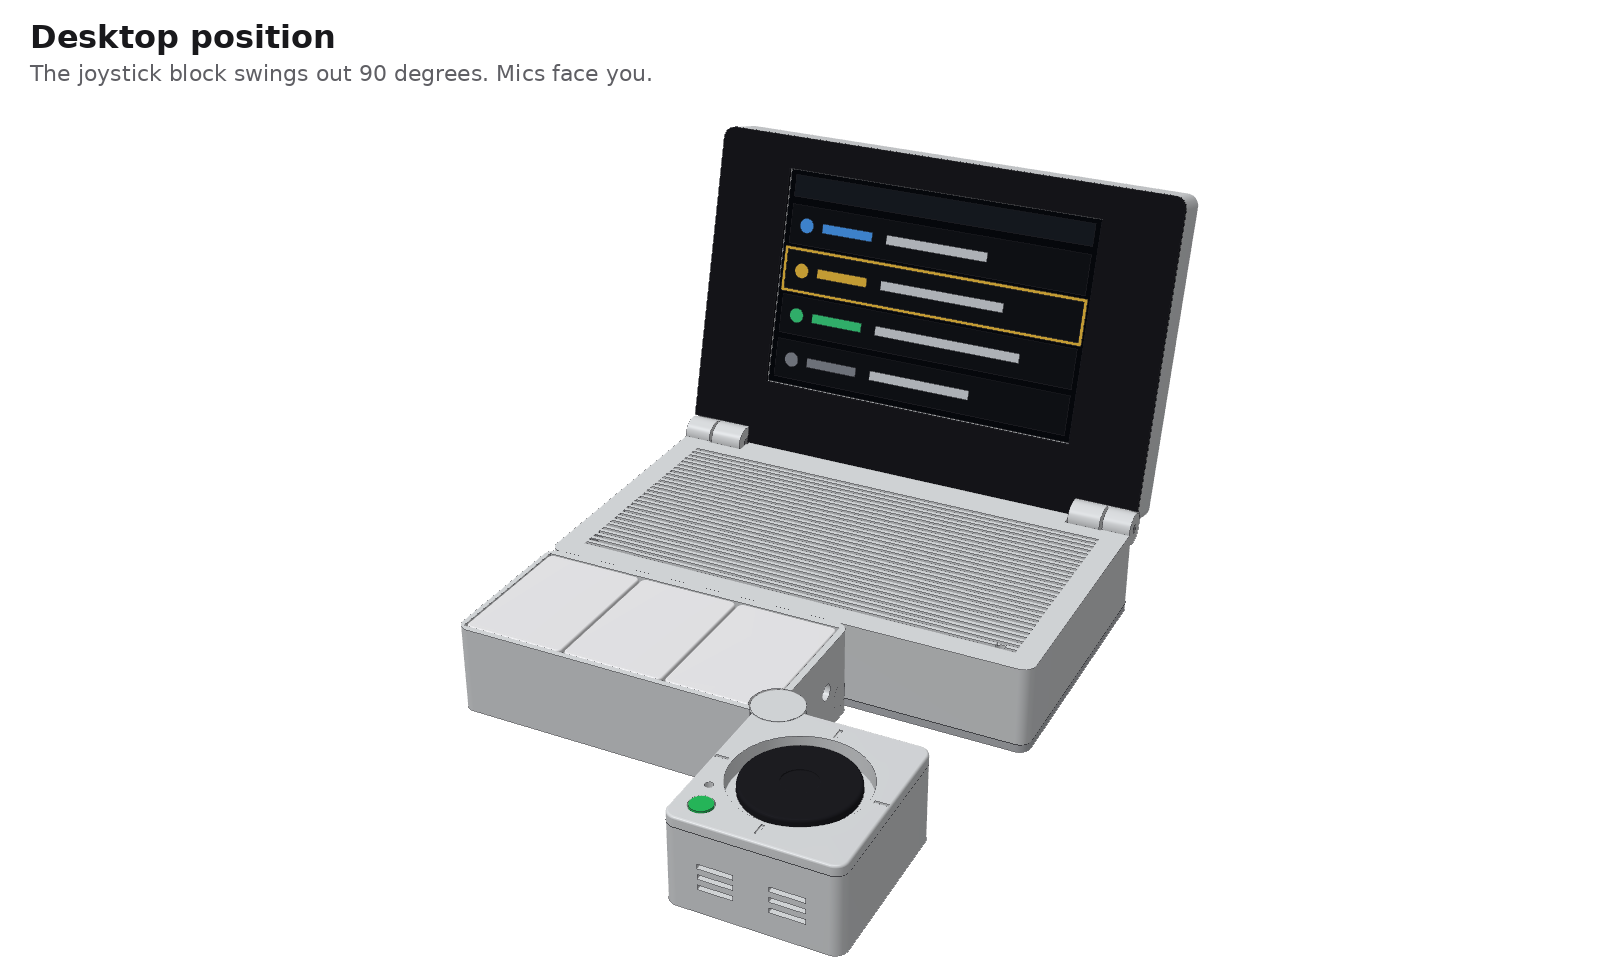 Desktop position
The joystick block swings out 90 degrees. Mics face you.